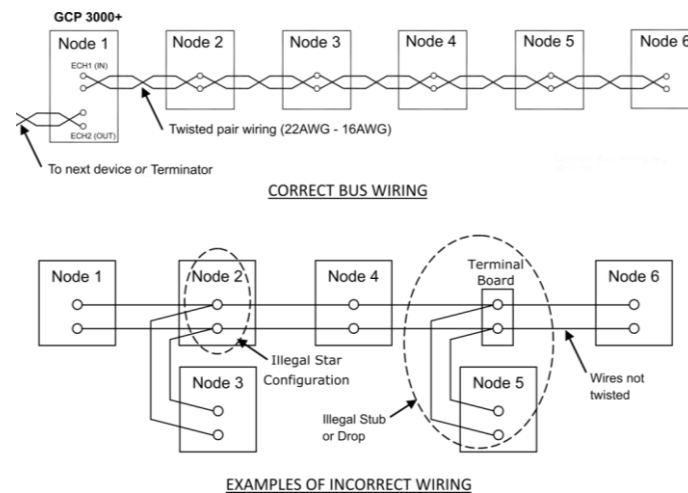 GCP 3000+
Node 1
Node 2
Node 3
Node 4
Node 5
Node 6
ECH1 (IN)
ECH2 (OUT)
Twisted pair wiring (22AWG - 16AWG)
To next device or Terminator
CORRECT BUS WIRING
Node 1
Node 2
Node 4
Terminal
Board
Node 6
Illegal Star
Configuration
Node 3
Node 5
Wires not
twisted
Illegal Stub
or Drop
EXAMPLES OF INCORRECT WIRING